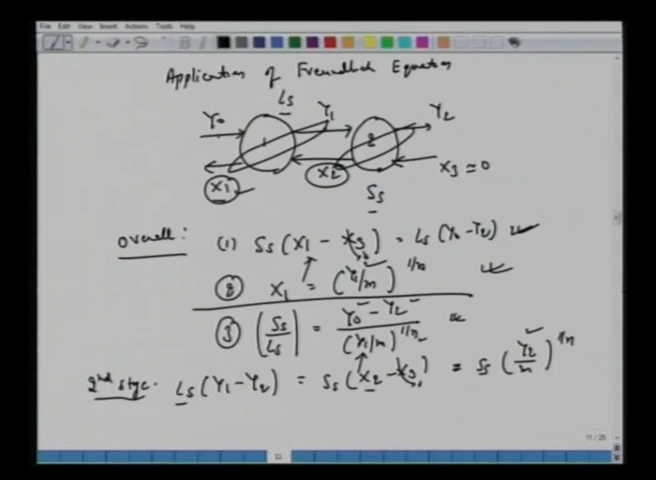 File Edit View Insert Actions Tools Help
Application of Freundlich Equation
Ls
Y0 1 Y1 2 Y2
X1 X2 X3 = 0
Ss
Overall: (1) Ss (X1 - X3) = Ls (Y0 - Y2)
(2) X1 = (Y1/m)^1/n
(3) (Ss/Ls) = Y0 - Y2 / (Y1/m)^1/n
2nd stage. Ls (Y1 - Y2) = Ss (X2 - X3) = Ss (Y2/m)^1/n
11/25